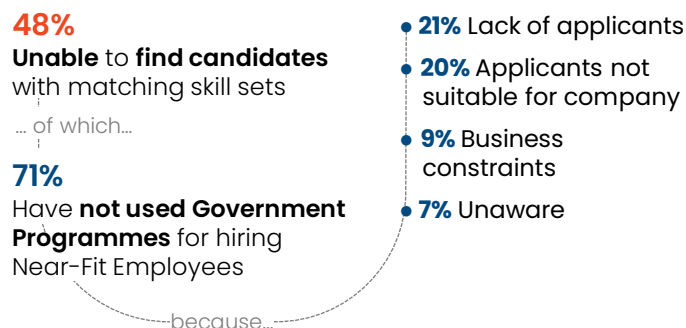 48%
Unable to find candidates
with matching skill sets
... of which...
71%
Have not used Government
Programmes for hiring
Near-Fit Employees
because...
21% Lack of applicants
20% Applicants not
suitable for company
9% Business
constraints
7% Unaware